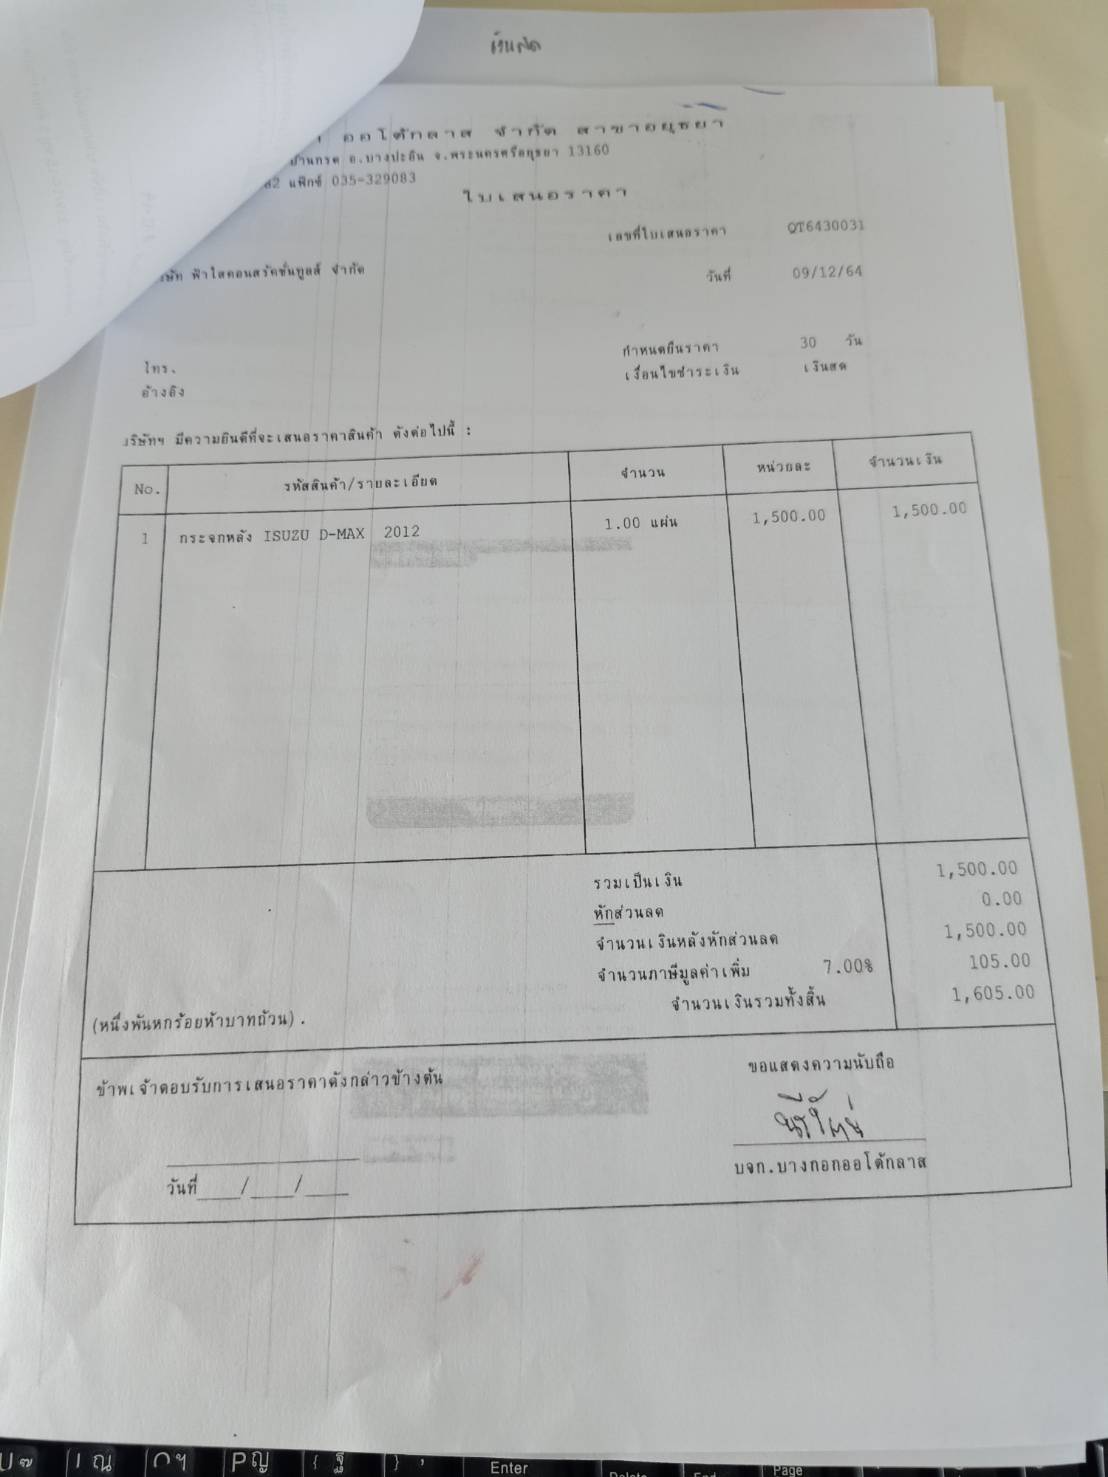 เงินสด
ออโต้กลาส จำกัด สาขาอยุธยา
บ้านกรด อ.บางปะอิน จ.พระนครศรีอยุธยา 13160
82 แฟ็กซ์ 035-329083
ใบเสนอราคา
เลขที่ใบเสนอราคา QT6430031
บริษัท ฟ้าใสคอนสรัคชั่นทูลส์ จำกัด
วันที่ 09/12/64
กำหนดยืนราคา 30 วัน
โทร. เงื่อนไขชำระเงิน เงินสด
อ้างอิง
บริษัทฯ มีความยินดีที่จะเสนอราคาสินค้า ดังต่อไปนี้ :
No. รหัสสินค้า/รายละเอียด จำนวน หน่วยละ จำนวนเงิน
1 กระจกหลัง ISUZU D-MAX 2012 1.00 แผ่น 1,500.00 1,500.00
รวมเป็นเงิน 1,500.00
หักส่วนลด 0.00
จำนวนเงินหลังหักส่วนลด 1,500.00
จำนวนภาษีมูลค่าเพิ่ม 7.00% 105.00
จำนวนเงินรวมทั้งสิ้น 1,605.00
(หนึ่งพันหกร้อยห้าบาทถ้วน).
ข้าพเจ้าตอบรับการเสนอราคาดังกล่าวข้างต้น
ขอแสดงความนับถือ
บจก.บางกอกออโต้กลาส
วันที่____/____/____
Enter
Page